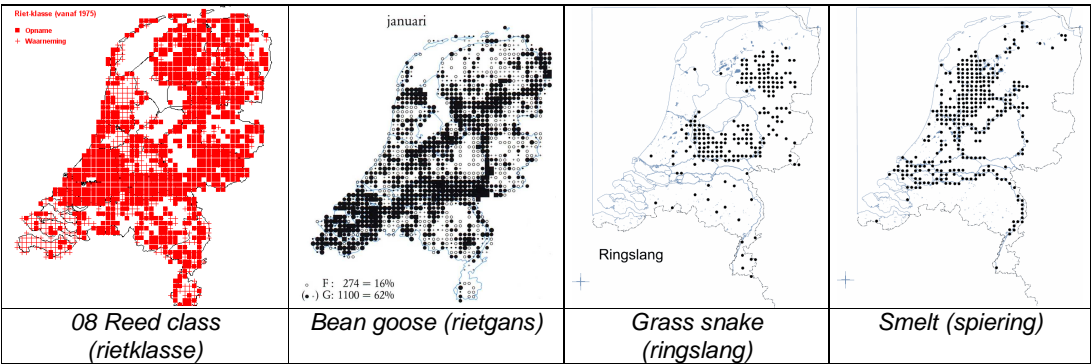 Riet-klasse (vanaf 1975)
Opname
Waarneming
januari
F: 274 = 16%
(● ·) G: 1100 = 62%
Ringslang
08 Reed class
(rietklasse)
Bean goose (rietgans)
Grass snake
(ringslang)
Smelt (spiering)